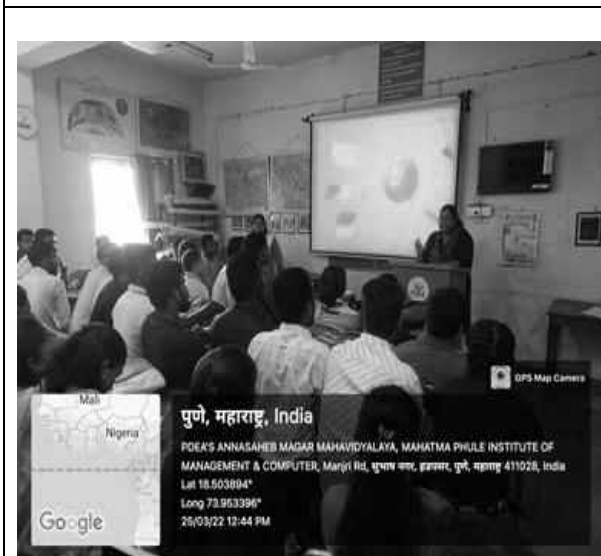 GPS Map Camera
Mali
Nigeria
Google
पुणे, महाराष्ट्र, India
PDEA'S ANNASAHEB MAGAR MAHAVIDYALAYA, MAHATMA PHULE INSTITUTE OF
MANAGEMENT & COMPUTER, Manjri Rd, सुभाष नगर, हडपसर, पुणे, महाराष्ट्र 411028, India
Lat 18.503894°
Long 73.953396°
25/03/22 12:44 PM